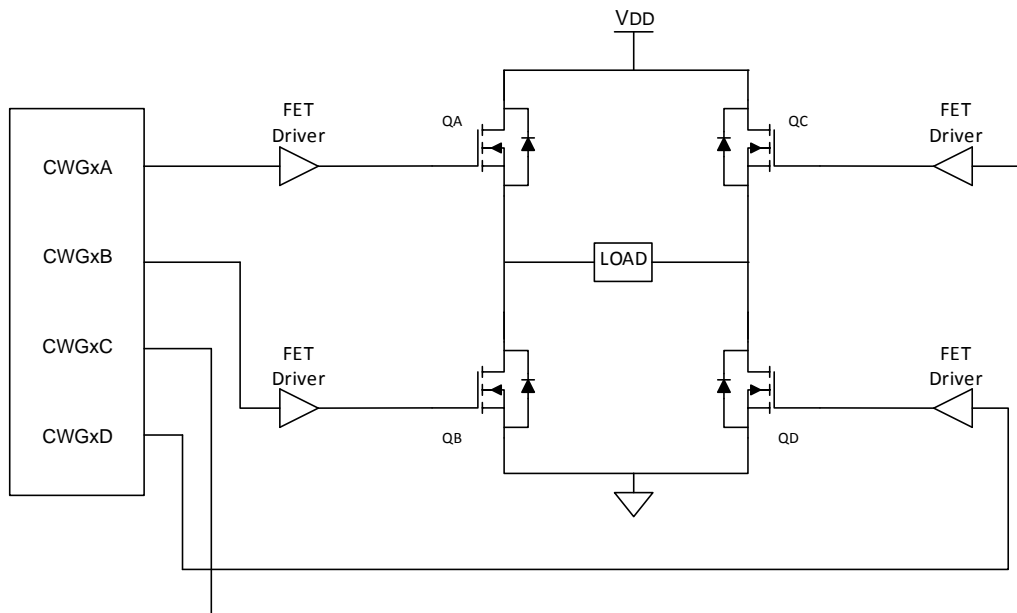 VDD
FET
Driver
QA
QC
FET
Driver
CWGxA
CWGxB
LOAD
CWGxC
FET
Driver
FET
Driver
CWGxD
QB
QD